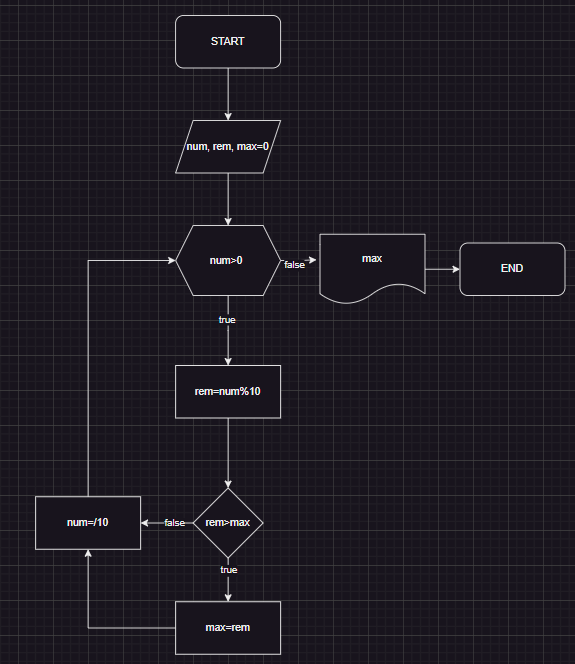 START
num, rem, max=0
num>0
false
max
END
true
rem=num%10
num=/10
false
rem>max
true
max=rem